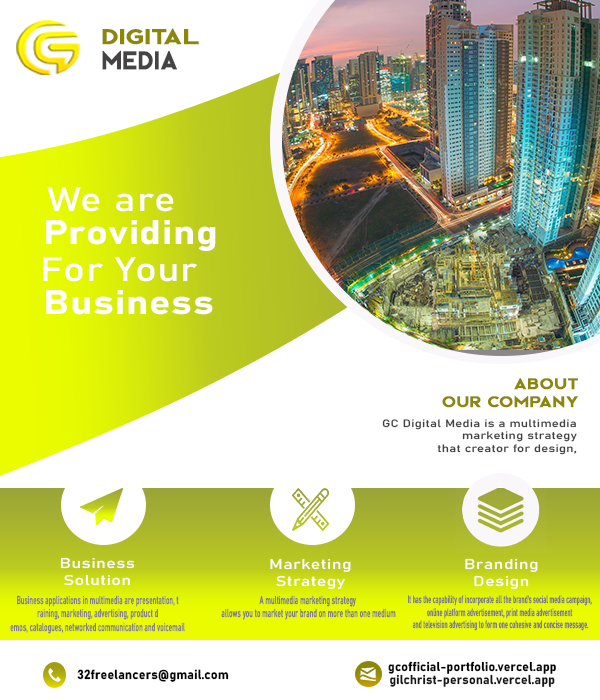 DIGITAL
MEDIA
We are
Providing
For Your
Business
ABOUT
OUR COMPANY
GC Digital Media is a multimedia
marketing strategy
that creator for design,
Business
Solution
Business applications in multimedia are presentation, t
raining, marketing, advertising, product d
emos, catalogues, networked communication and voicemail
Marketing
Strategy
A multimedia marketing strategy
allows you to market your brand on more than one medium
Branding
Design
It has the capability of incorporate all the brand's social media campaign,
online platform advertisement, print media advertisement
and television advertising to form one cohesive and concise message.
32freelancers@gmail.com
gcofficial-portfolio.vercel.app
gilchrist-personal.vercel.app